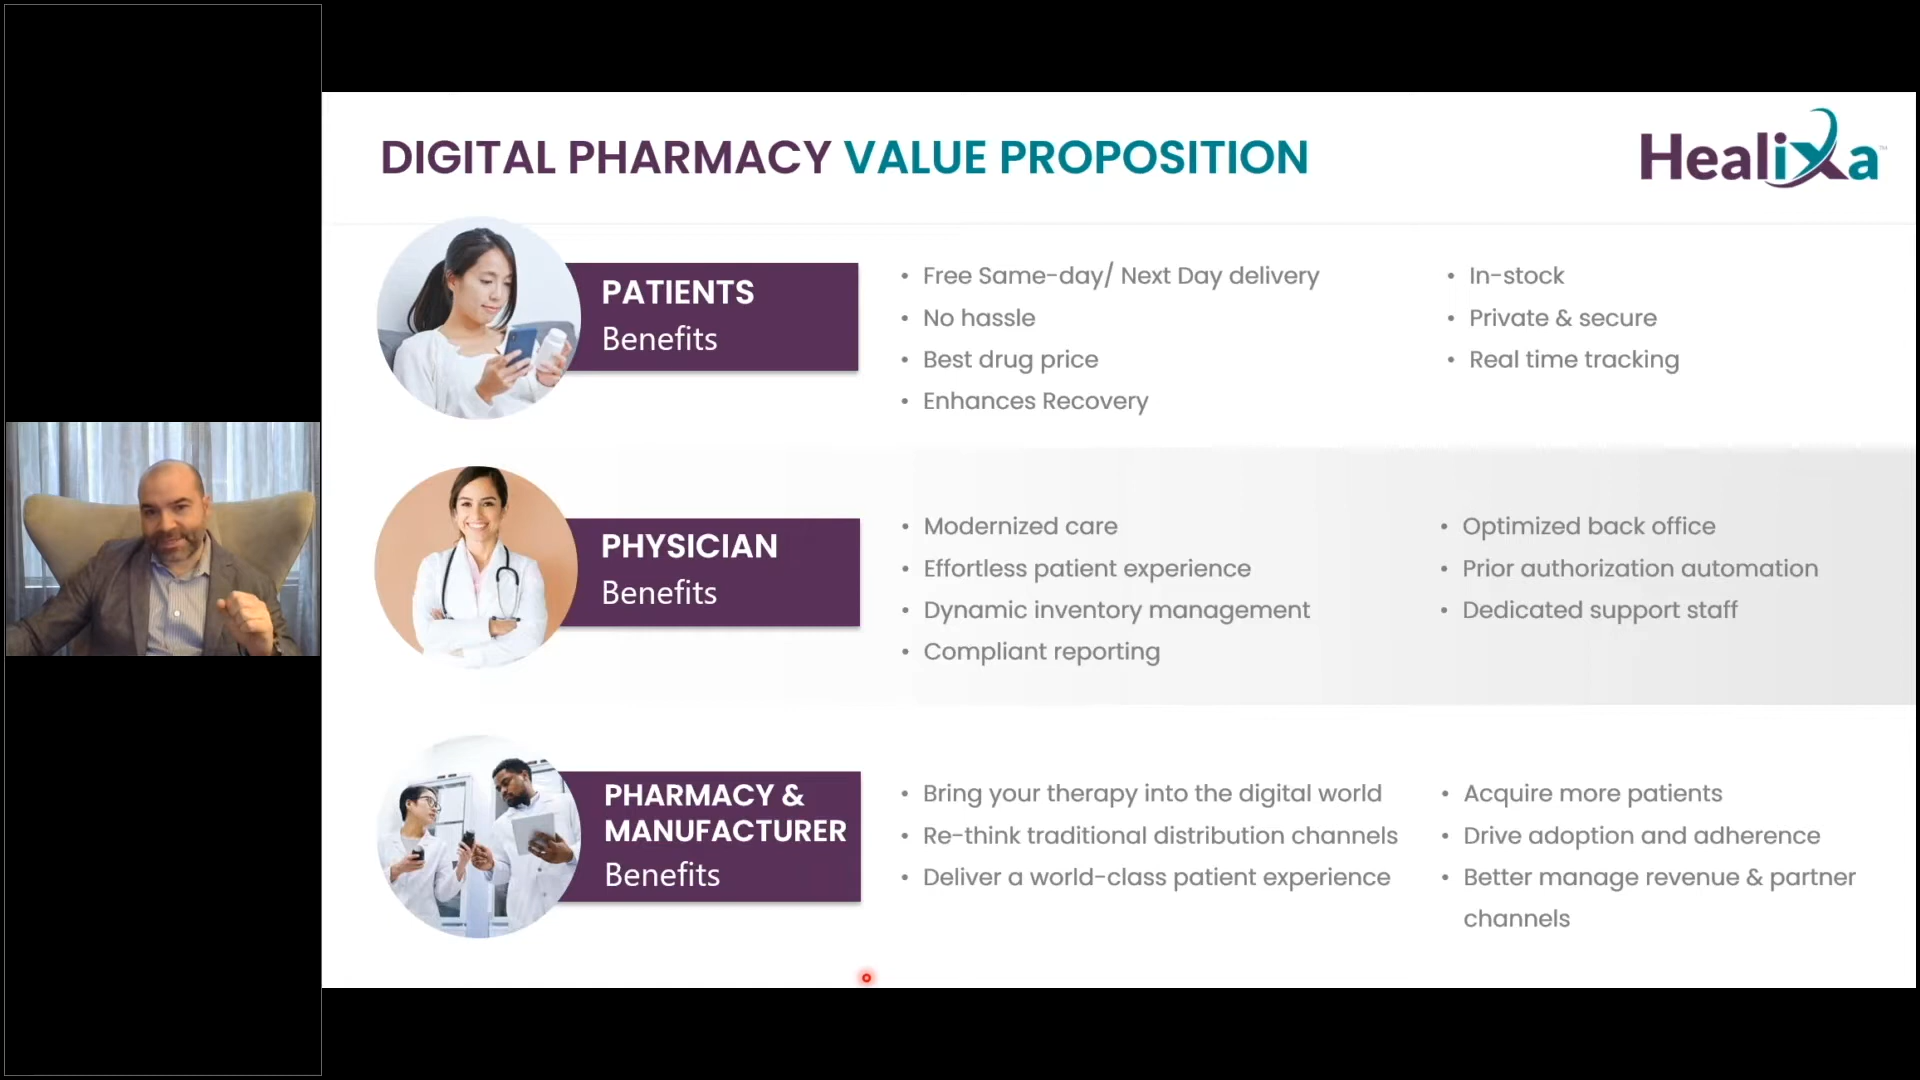 DIGITAL PHARMACY VALUE PROPOSITION
Healixa™
PATIENTS
Benefits
• Free Same-day/ Next Day delivery
• No hassle
• Best drug price
• Enhances Recovery
• In-stock
• Private & secure
• Real time tracking
PHYSICIAN
Benefits
• Modernized care
• Effortless patient experience
• Dynamic inventory management
• Compliant reporting
• Optimized back office
• Prior authorization automation
• Dedicated support staff
PHARMACY &
MANUFACTURER
Benefits
• Bring your therapy into the digital world
• Re-think traditional distribution channels
• Deliver a world-class patient experience
• Acquire more patients
• Drive adoption and adherence
• Better manage revenue & partner
channels